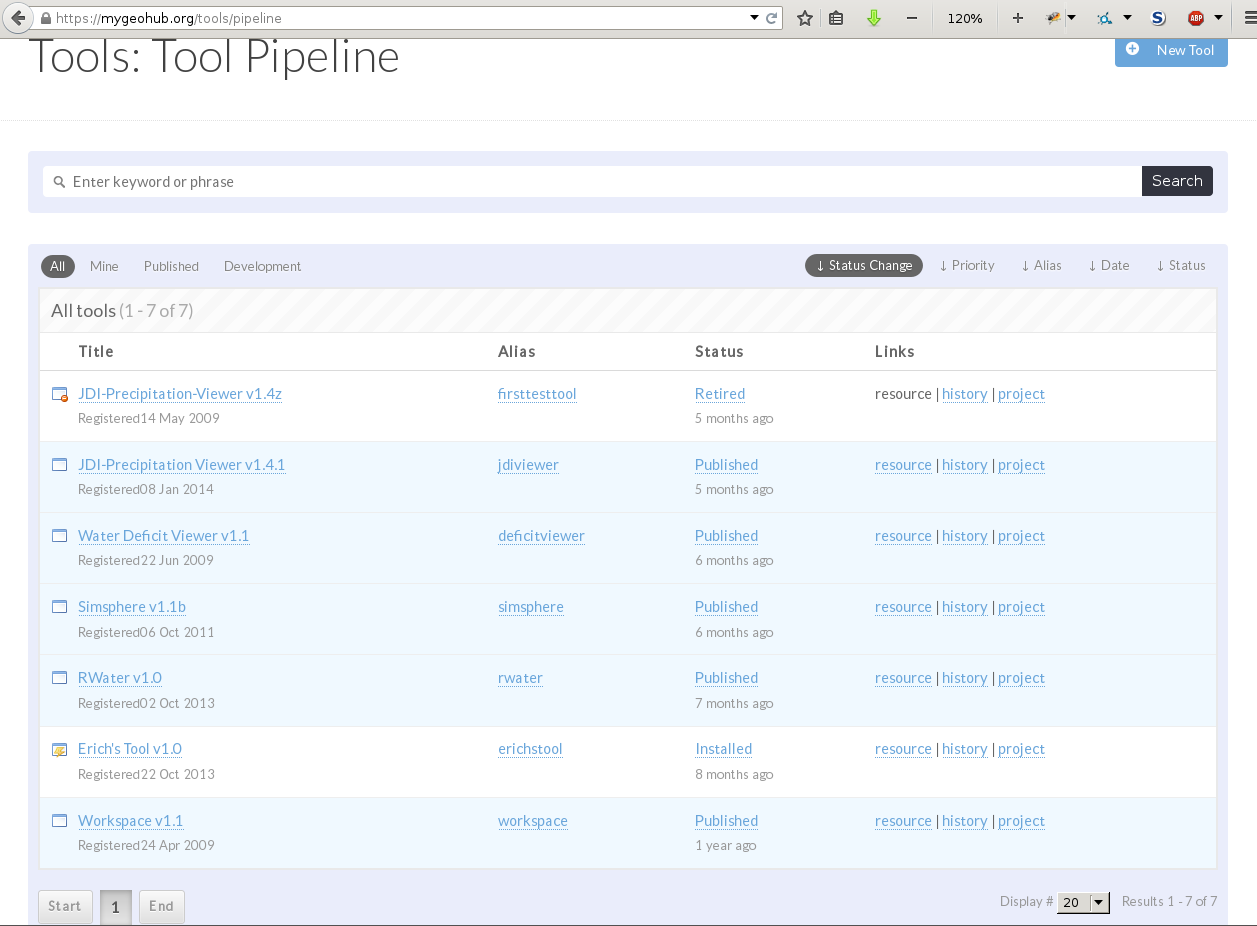 https://mygeohub.org/tools/pipeline 120% S ABP
Tools: Tool Pipeline New Tool
Enter keyword or phrase Search
All Mine Published Development ↓ Status Change ↓ Priority ↓ Alias ↓ Date ↓ Status
All tools (1 - 7 of 7)
Title Alias Status Links
JDI-Precipitation-Viewer v1.4z firsttesttool Retired resource | history | project
Registered14 May 2009 5 months ago
JDI-Precipitation Viewer v1.4.1 jdiviewer Published resource | history | project
Registered08 Jan 2014 5 months ago
Water Deficit Viewer v1.1 deficitviewer Published resource | history | project
Registered22 Jun 2009 6 months ago
Simsphere v1.1b simsphere Published resource | history | project
Registered06 Oct 2011 6 months ago
RWater v1.0 rwater Published resource | history | project
Registered02 Oct 2013 7 months ago
Erich's Tool v1.0 erichstool Installed resource | history | project
Registered22 Oct 2013 8 months ago
Workspace v1.1 workspace Published resource | history | project
Registered24 Apr 2009 1 year ago
Start 1 End Display # 20 Results 1 - 7 of 7